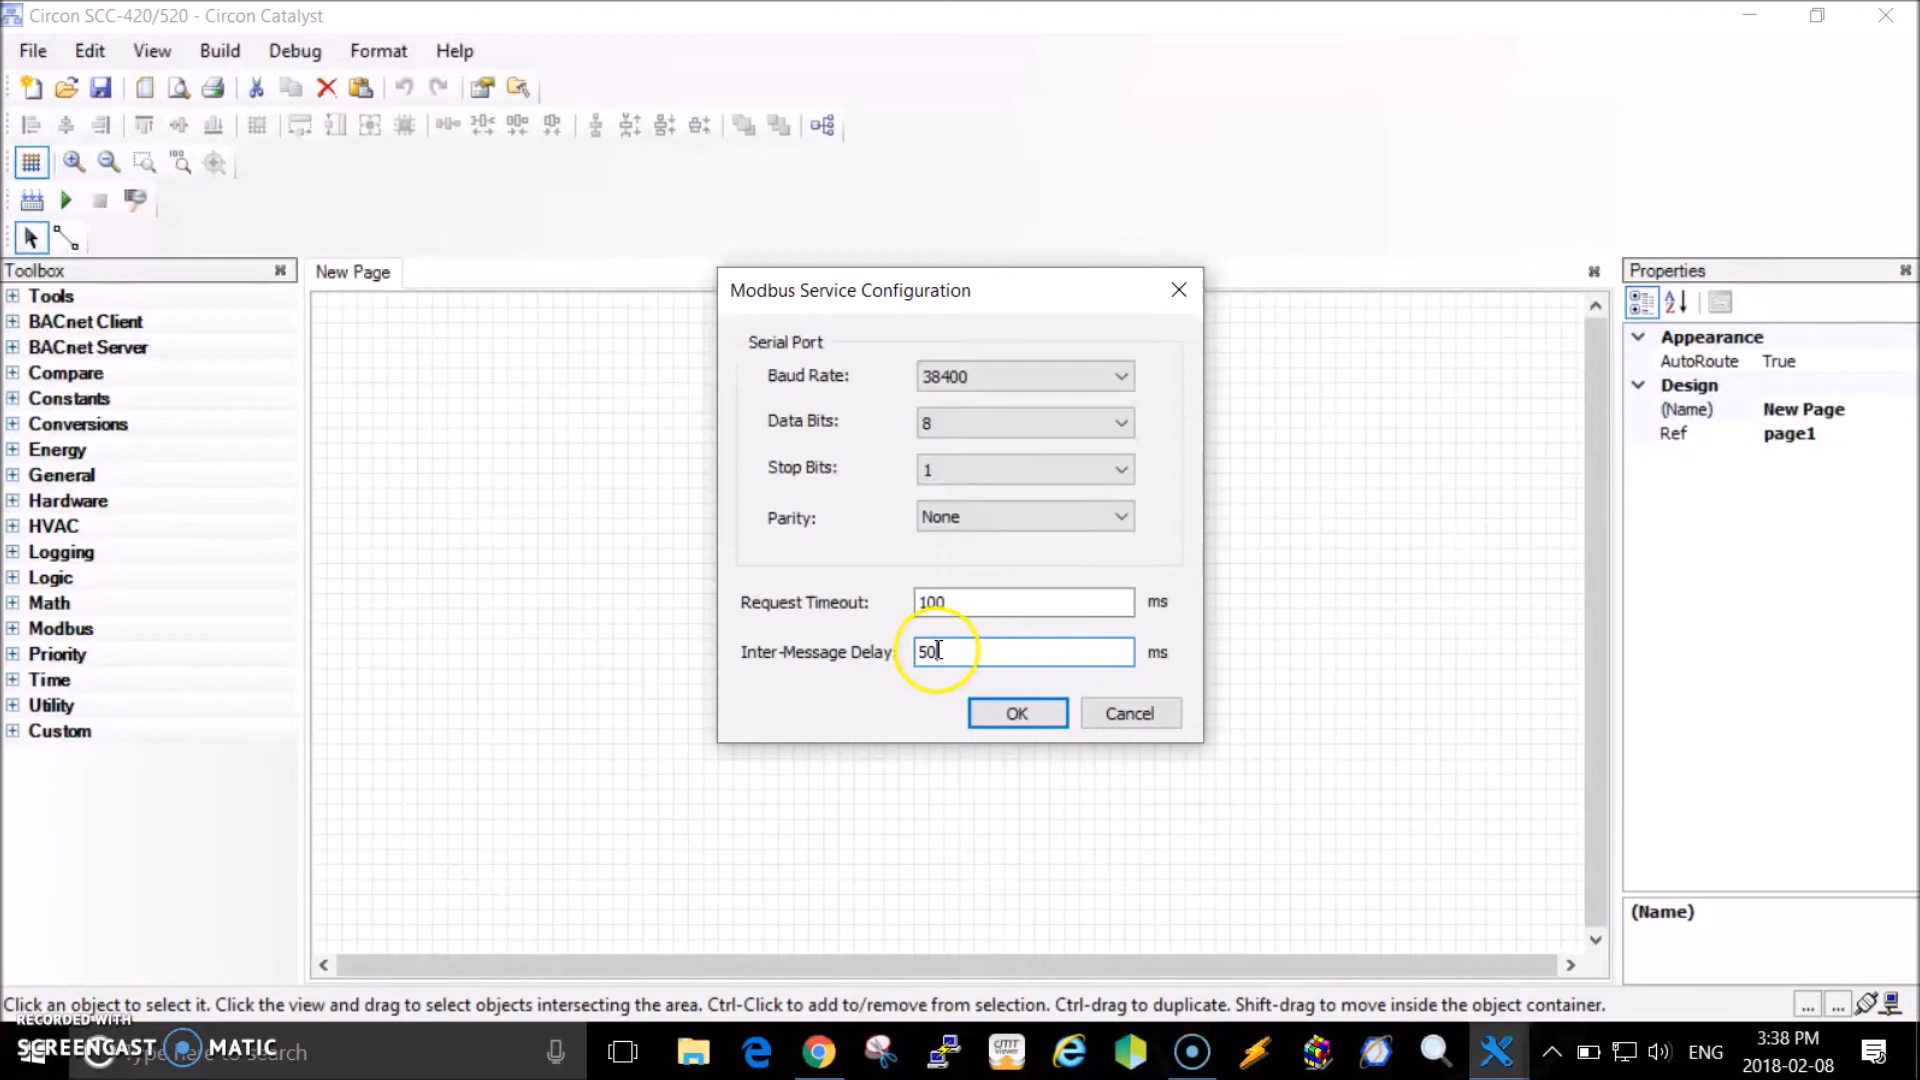 Circon SCC-420/520 - Circon Catalyst
File Edit View Build Debug Format Help
Toolbox
New Page
Tools
BACnet Client
BACnet Server
Compare
Constants
Conversions
Energy
General
Hardware
HVAC
Logging
Logic
Math
Modbus
Priority
Time
Utility
Custom
Modbus Service Configuration
Serial Port
Baud Rate: 38400
Data Bits: 8
Stop Bits: 1
Parity: None
Request Timeout: 100 ms
Inter-Message Delay: 50 ms
OK Cancel
Properties
Appearance
AutoRoute True
Design
(Name) New Page
Ref page1
(Name)
Click an object to select it. Click the view and drag to select objects intersecting the area. Ctrl-Click to add to/remove from selection. Ctrl-drag to duplicate. Shift-drag to move inside the object container.
... ...
RECORDED WITH
SCREENCAST MATIC
Type here to search
cmT viewer
ENG
3:38 PM
2018-02-08